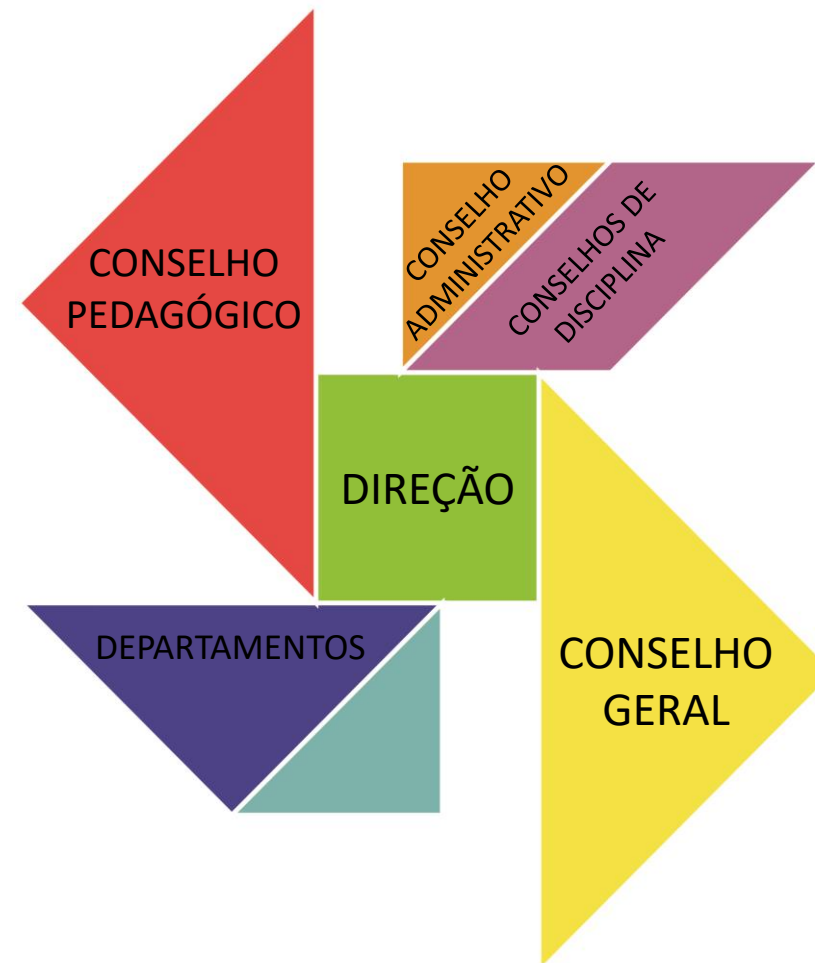 CONSELHO
PEDAGÓGICO
CONSELHO
ADMINISTRATIVO
CONSELHOS DE
DISCIPLINA
DIREÇÃO
DEPARTAMENTOS
CONSELHO
GERAL